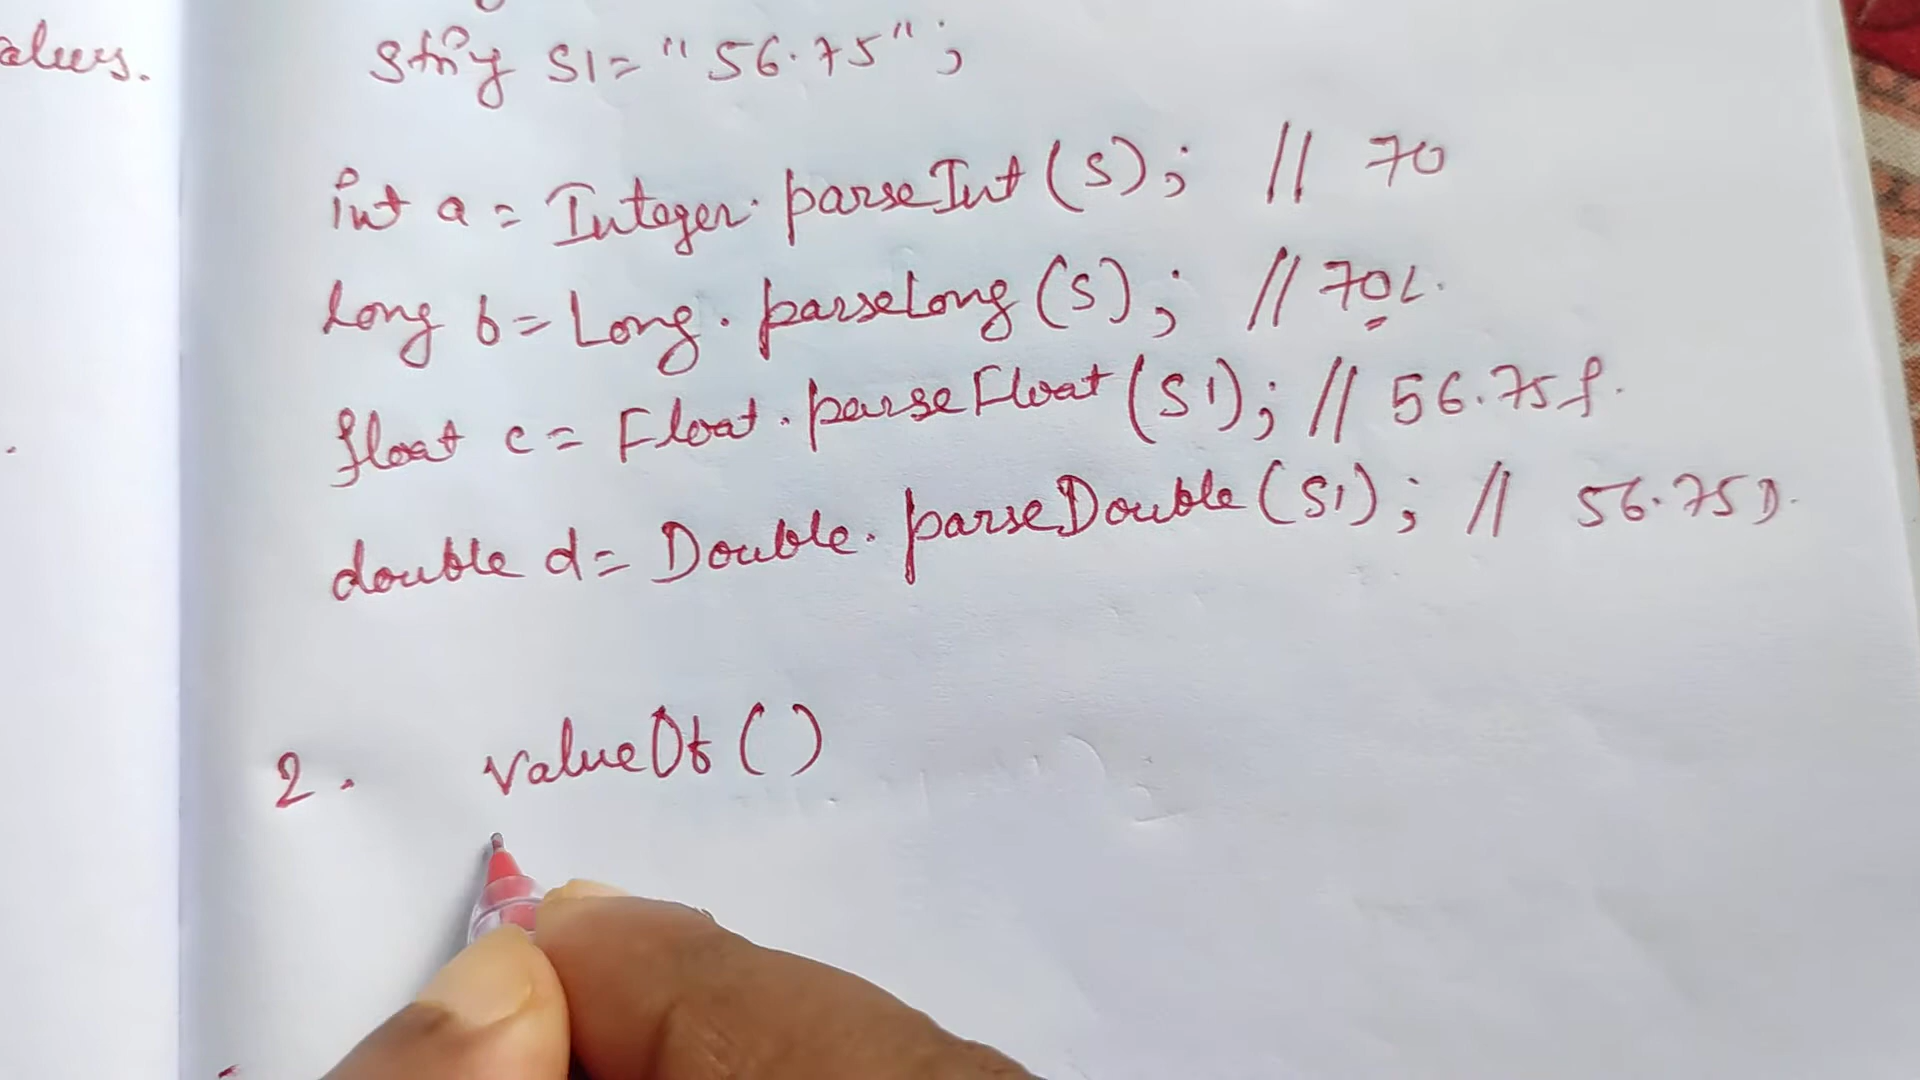 alues.
String S1= "56.75";
int a = Integer.parseInt(S); // 70
long b = Long.parseLong(S); // 70L.
float c = Float.parseFloat(S1); // 56.75f.
double d = Double.parseDouble(S1); // 56.75D.
2. valueOf()